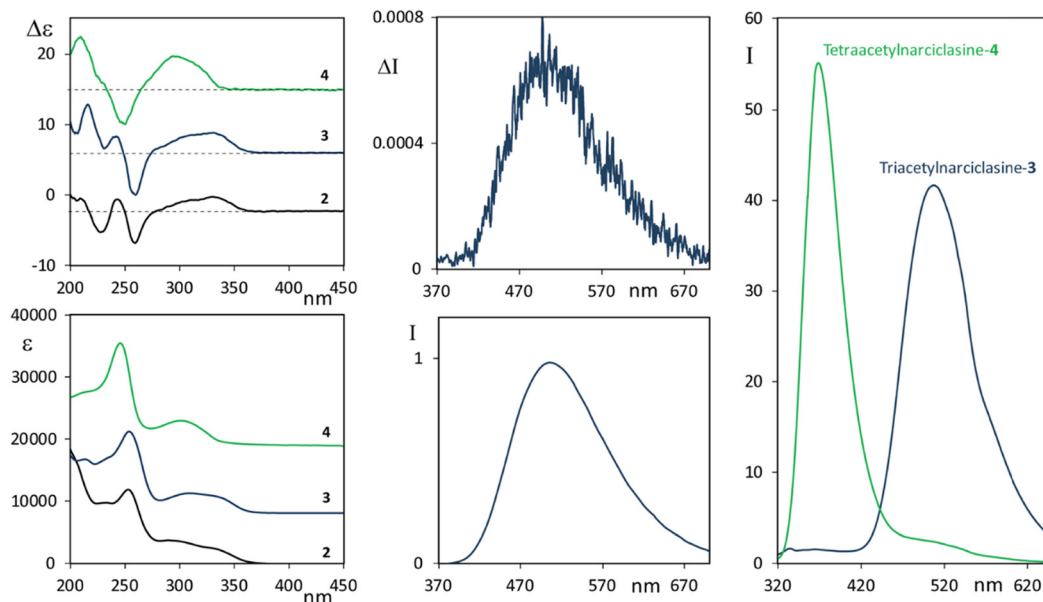 Δε
20
10
0
-10
4
3
2
200 250 300 350 400 450
nm
ε
40000
30000
20000
10000
0
4
3
2
200 250 300 350 400 450
nm
ΔI
0.0008
0.0004
0
370 470 570 nm 670
I
1
0
370 470 570 nm 670
I
60
50
40
30
20
10
0
Tetraacetylnarciclasine-4
Triacetylnarciclasine-3
320 420 520 nm 620